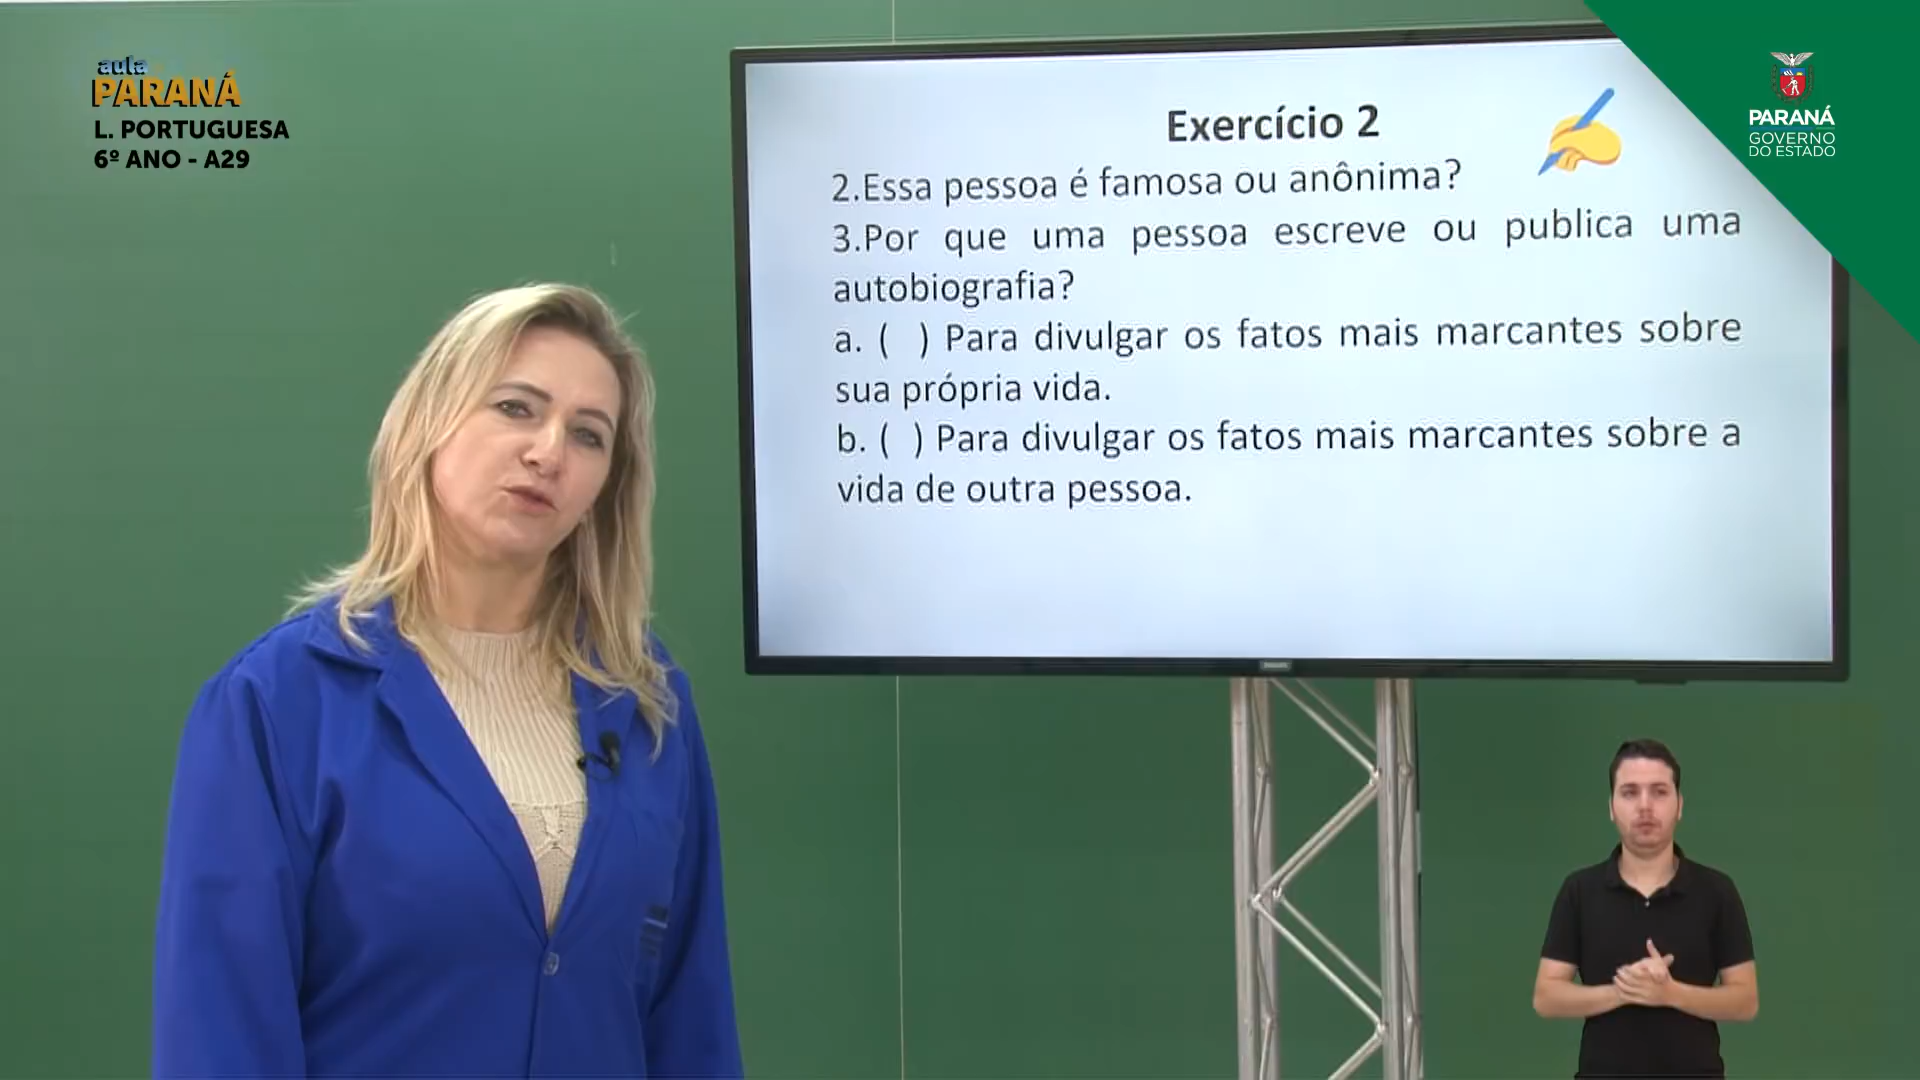 aula
PARANÁ
L. PORTUGUESA
6º ANO - A29
Exercício 2
2.Essa pessoa é famosa ou anônima?
3.Por que uma pessoa escreve ou publica uma
autobiografia?
a. (  ) Para divulgar os fatos mais marcantes sobre
sua própria vida.
b. (  ) Para divulgar os fatos mais marcantes sobre a
vida de outra pessoa.
PARANÁ
GOVERNO
DO ESTADO